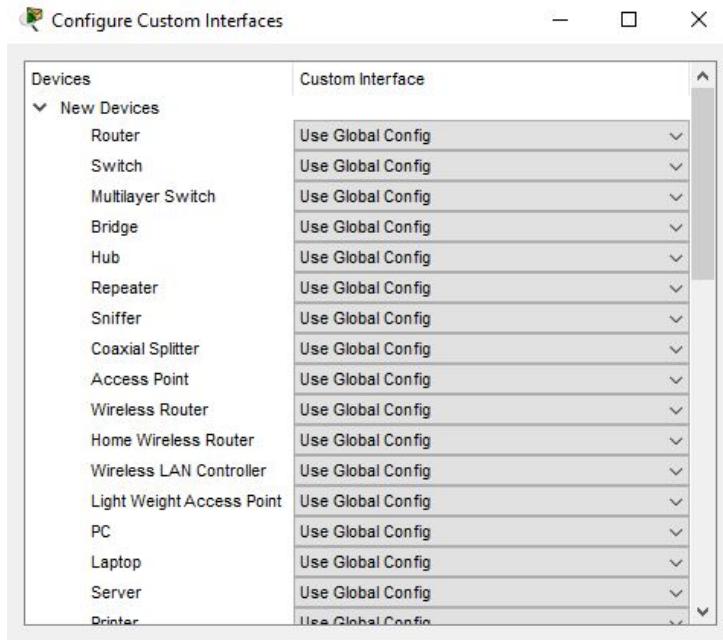 Configure Custom Interfaces
Devices Custom Interface
New Devices
Router Use Global Config
Switch Use Global Config
Multilayer Switch Use Global Config
Bridge Use Global Config
Hub Use Global Config
Repeater Use Global Config
Sniffer Use Global Config
Coaxial Splitter Use Global Config
Access Point Use Global Config
Wireless Router Use Global Config
Home Wireless Router Use Global Config
Wireless LAN Controller Use Global Config
Light Weight Access Point Use Global Config
PC Use Global Config
Laptop Use Global Config
Server Use Global Config
Printer Use Global Config